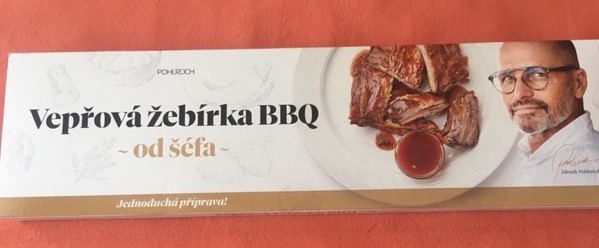 POHLREICH
Vepřová žebírka BBQ
~ od šéfa ~
Jednoduchá příprava!
Zdeněk Pohlreich